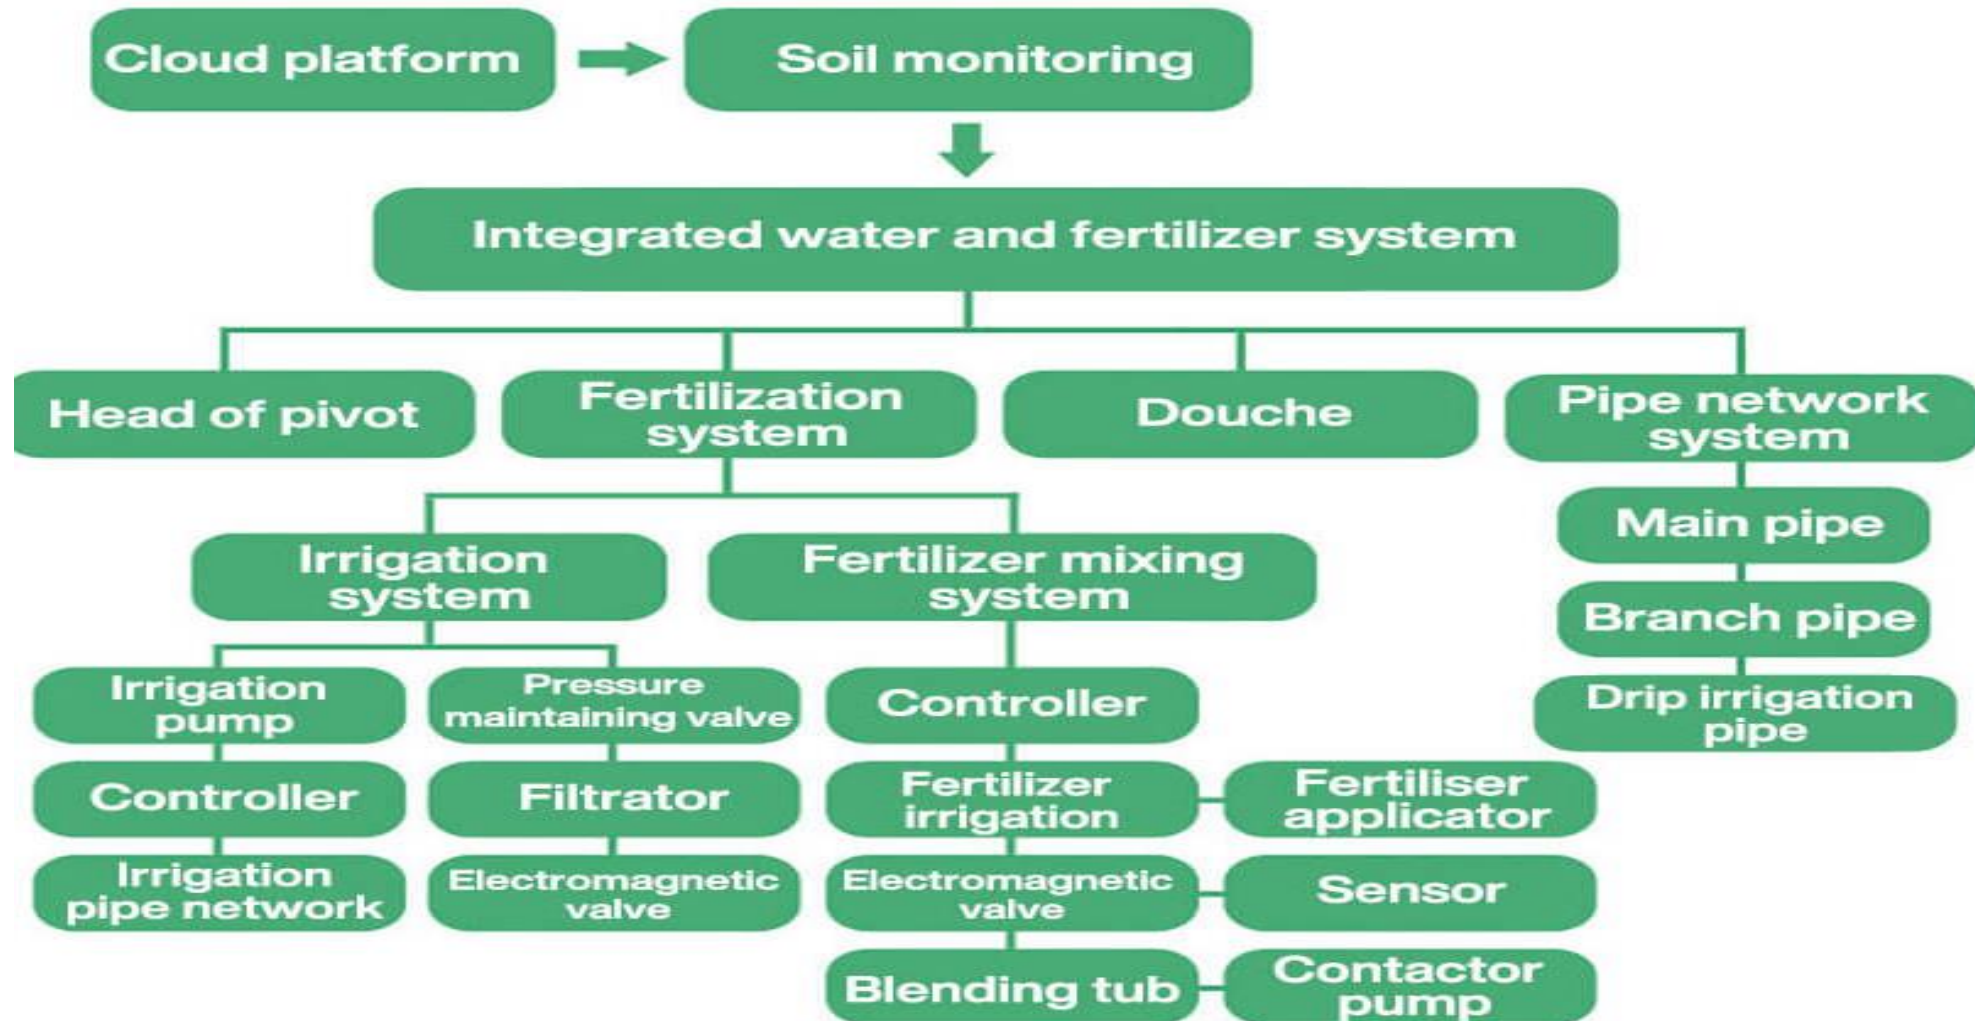 Cloud platform
Soil monitoring
Integrated water and fertilizer system
Head of pivot
Fertilization
system
Douche
Pipe network
system
Irrigation
system
Fertilizer mixing
system
Main pipe
Branch pipe
Drip irrigation
pipe
Irrigation
pump
Pressure
maintaining valve
Controller
Controller
Filtrator
Fertilizer
irrigation
Fertiliser
applicator
Irrigation
pipe network
Electromagnetic
valve
Electromagnetic
valve
Sensor
Blending tub
Contactor
pump